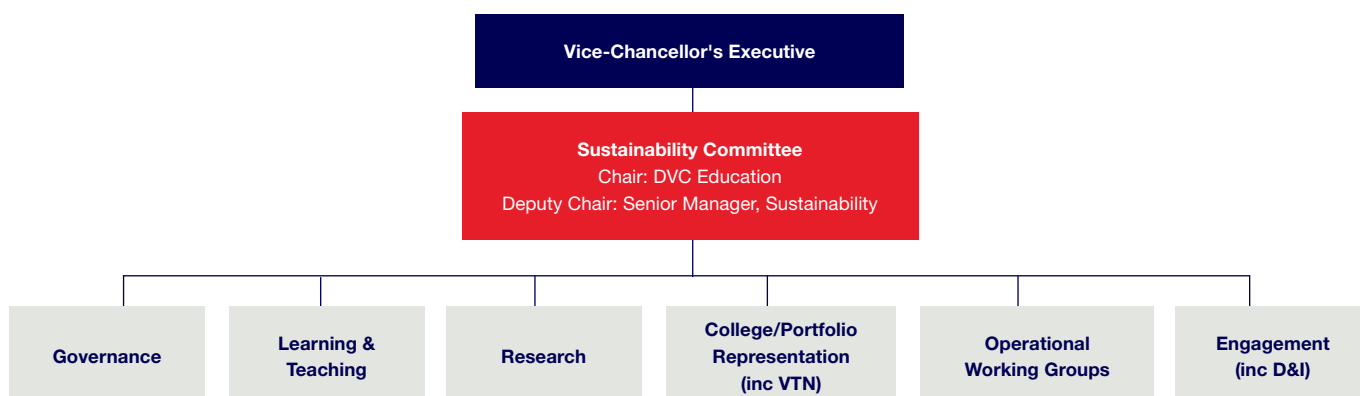 Vice-Chancellor's Executive
Sustainability Committee
Chair: DVC Education
Deputy Chair: Senior Manager, Sustainability
Governance
Learning &
Teaching
Research
College/Portfolio
Representation
(inc VTN)
Operational
Working Groups
Engagement
(inc D&I)